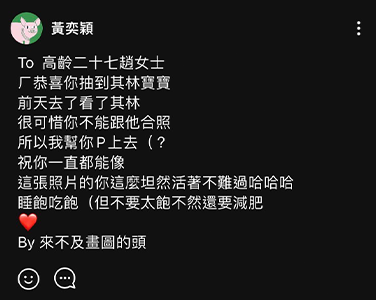 黃奕穎
To 高齡二十七趙女士
ㄏ恭喜你抽到其林寶寶
前天去了看了其林
很可惜你不能跟他合照
所以我幫你P上去（?
祝你一直都能像
這張照片的你這麼坦然活著不難過哈哈哈
睡飽吃飽（但不要太飽不然還要減肥
❤️
By 來不及畫圖的頭